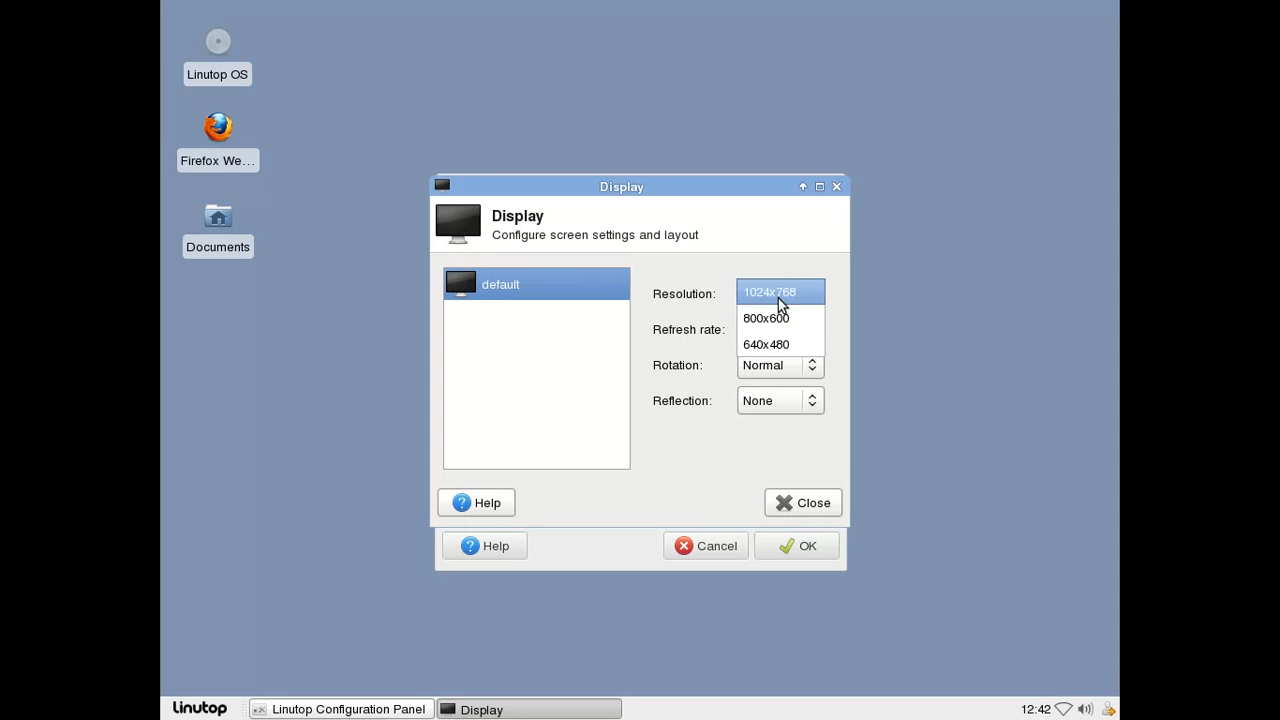 Linutop OS
Firefox We...
Documents
Display
Display
Configure screen settings and layout
default
Resolution:
1024x768
800x600
640x480
Refresh rate:
Rotation:
Normal
Reflection:
None
Help
Close
Help
Cancel
OK
Linutop
Linutop Configuration Panel
Display
12:42